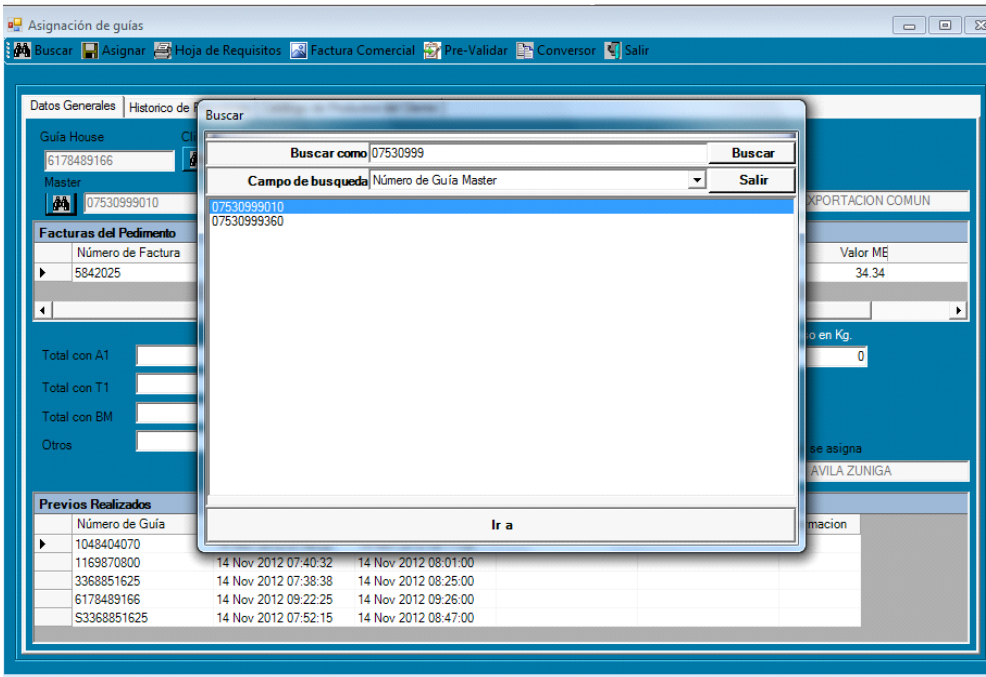 Asignación de guías
Buscar Asignar Hoja de Requisitos Factura Comercial Pre-Validar Conversor Salir
Datos Generales Historico de
Guía House
6178489166
Master
07530999010
XPORTACION COMUN
Facturas del Pedimento
Número de Factura Valor ME
5842025 34.34
Total con A1
Total con T1
Total con BM
Otros
en Kg.
0
se asigna
AVILA ZUNIGA
Buscar
Buscar como 07530999 Buscar
Campo de busqueda Número de Guía Master Salir
07530999010
07530999360
Ir a
Previos Realizados
Número de Guía macion
1048404070
1169870800 14 Nov 2012 07:40:32 14 Nov 2012 08:01:00
3368851625 14 Nov 2012 07:38:38 14 Nov 2012 08:25:00
6178489166 14 Nov 2012 09:22:25 14 Nov 2012 09:26:00
S3368851625 14 Nov 2012 07:52:15 14 Nov 2012 08:47:00